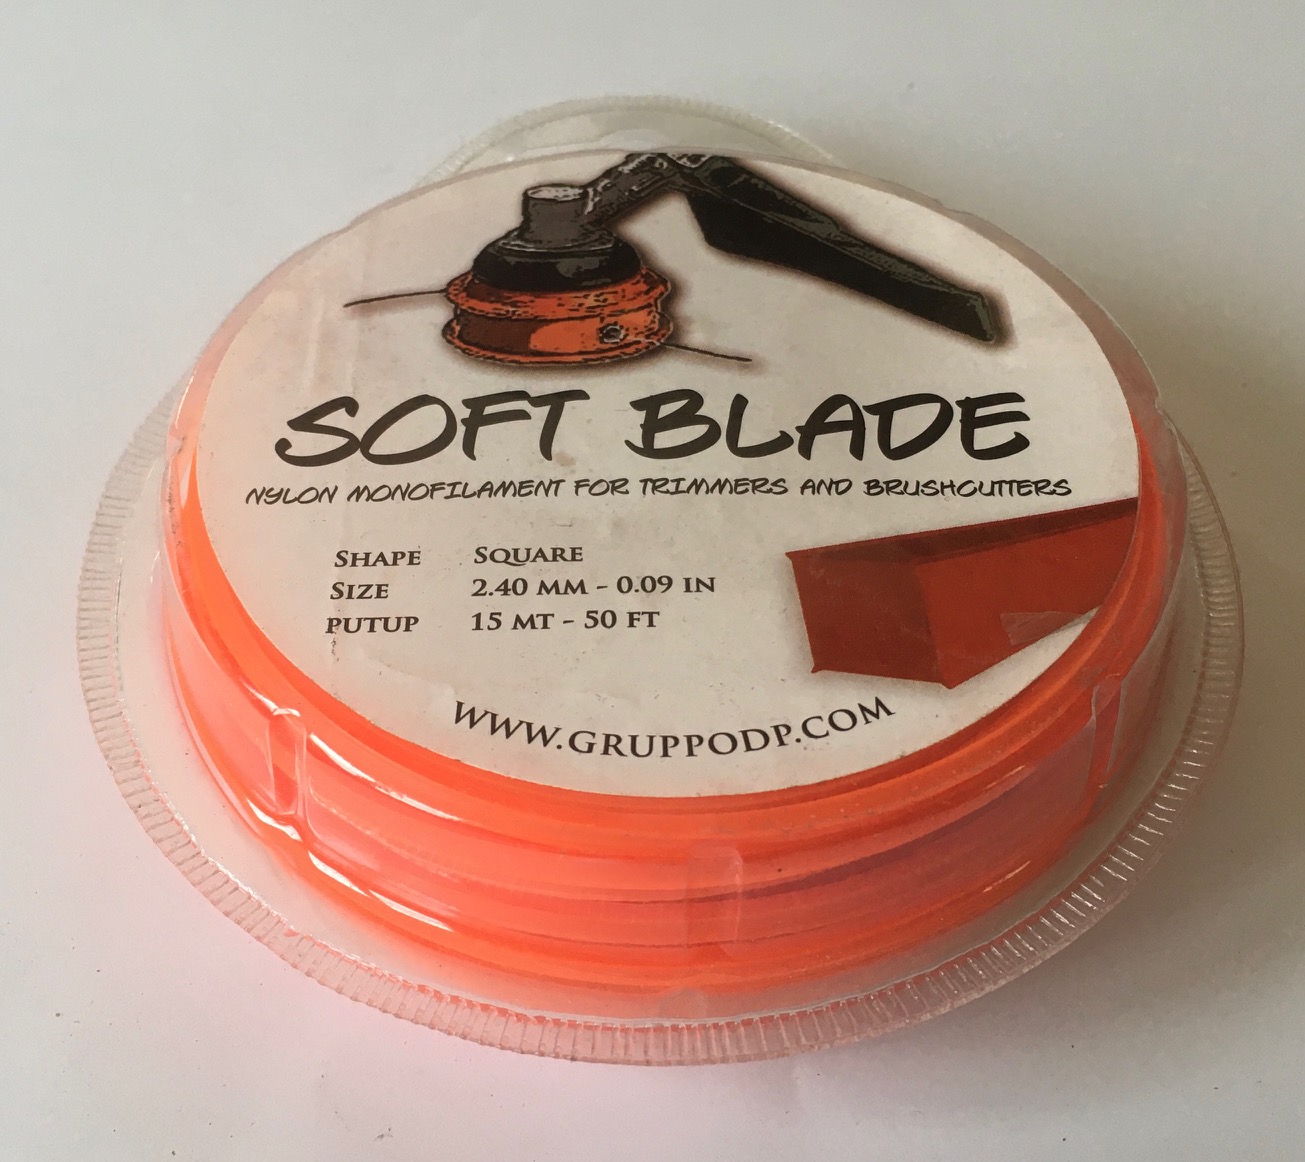 SOFT BLADE
NYLON MONOFILAMENT FOR TRIMMERS AND BRUSHCUTTERS
SHAPE SQUARE
SIZE 2.40 MM - 0.09 IN
PUTUP 15 MT - 50 FT
WWW.GRUPPODP.COM